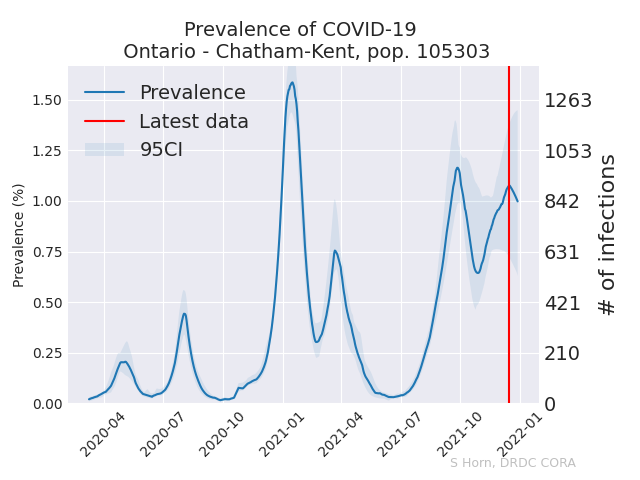 Prevalence of COVID-19
Ontario - Chatham-Kent, pop. 105303
Prevalence
Latest data
95CI
Prevalence (%)
1.50
1.25
1.00
0.75
0.50
0.25
0.00
1263
1053
842
631
421
210
0
# of infections
2020-04
2020-07
2020-10
2021-01
2021-04
2021-07
2021-10
2022-01
S Horn, DRDC CORA